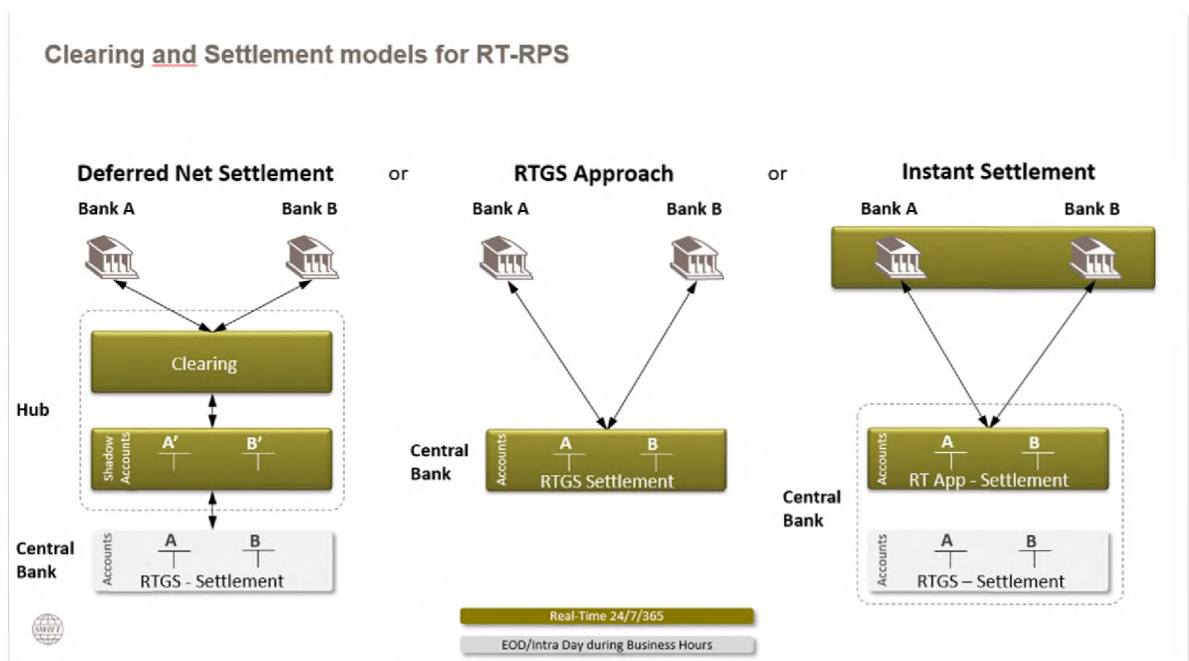 Clearing and Settlement models for RT-RPS
Deferred Net Settlement
or
RTGS Approach
or
Instant Settlement
Bank A
Bank B
Bank A
Bank B
Bank A
Bank B
Hub
Clearing
Shadow
Accounts
A'
B'
Central
Bank
Accounts
A
B
RTGS - Settlement
Central
Bank
Accounts
A
B
RTGS Settlement
Central
Bank
Accounts
A
B
RT App - Settlement
Accounts
A
B
RTGS – Settlement
SWIFT
Real-Time 24/7/365
EOD/Intra Day during Business Hours